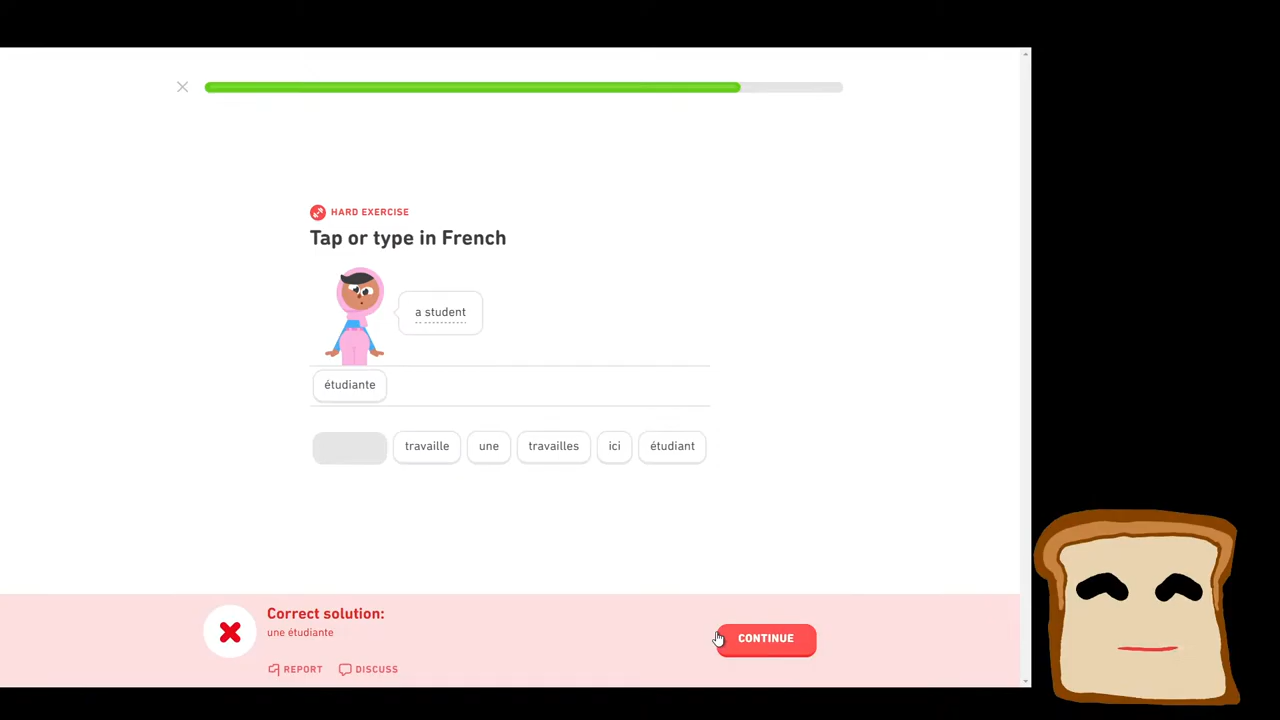 HARD EXERCISE
Tap or type in French
a student
étudiante
travaille une travailles ici étudiant
Correct solution:
une étudiante
CONTINUE
REPORT DISCUSS